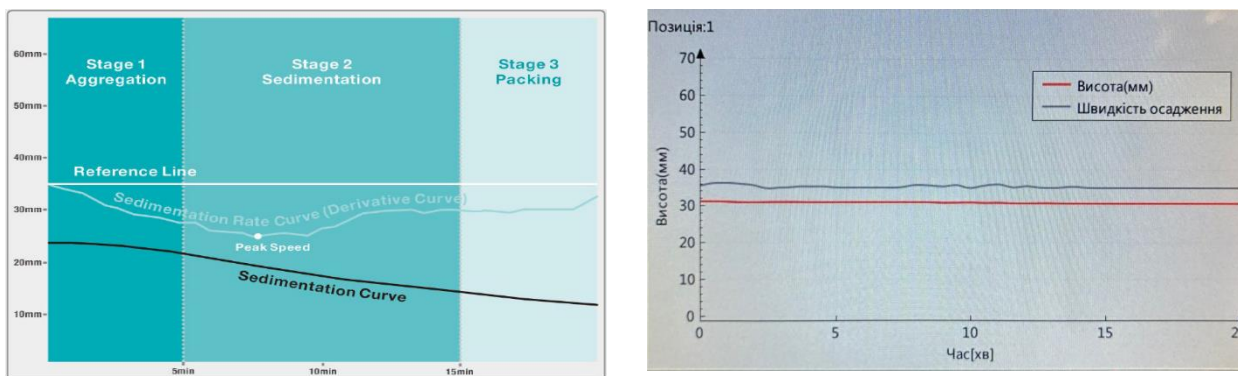 60mm
50mm
40mm
30mm
20mm
10mm
Stage 1
Aggregation
Stage 2
Sedimentation
Stage 3
Packing
Reference Line
Sedimentation Rate Curve (Derivative Curve)
Peak Speed
Sedimentation Curve
5min
10min
15min
Позиція:1
70
60
50
40
30
20
10
0
Висота(мм)
Висота(мм)
Швидкість осадження
0
5
10
15
2
Час[хв]